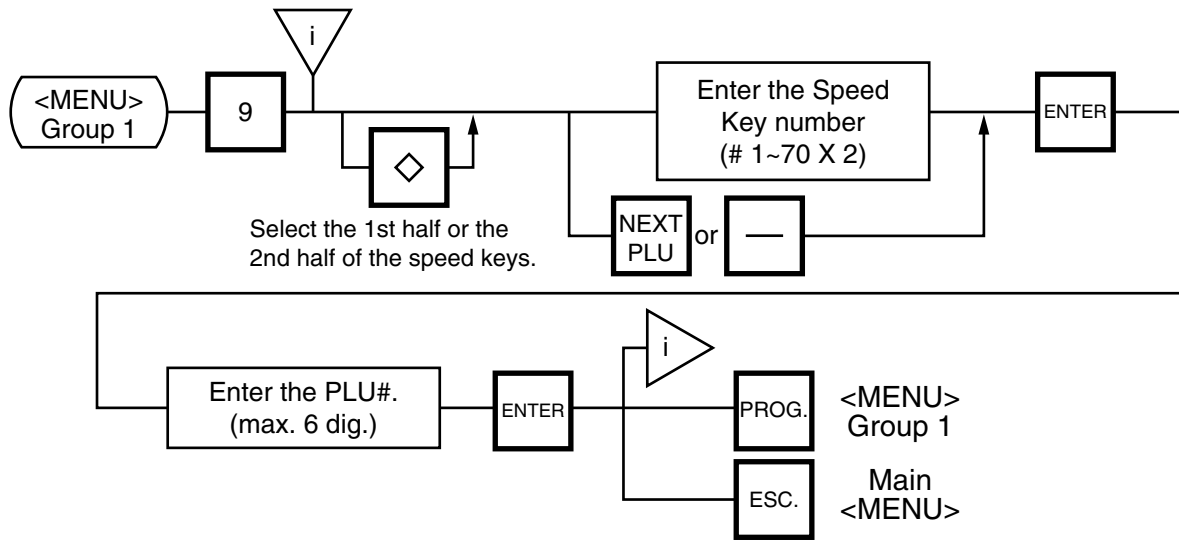 i
<MENU>
Group 1
9
Enter the Speed
Key number
(# 1~70 X 2)
ENTER
◇
Select the 1st half or the
2nd half of the speed keys.
NEXT
PLU
or
—
i
Enter the PLU#.
(max. 6 dig.)
ENTER
PROG.
<MENU>
Group 1
ESC.
Main
<MENU>